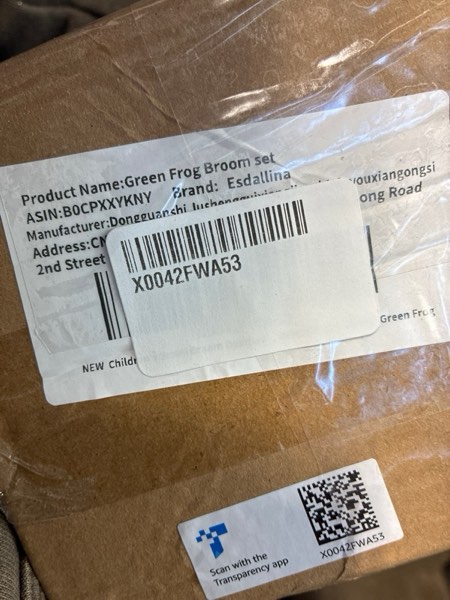 Product Name:Green Frog Broom set
ASIN:B0CPXXYKNY Brand: Esdallina
Manufacturer:Dongguanshi youxiangongsi
Address:CH ong Road
2nd Street
X0042FWA53
NEW Childr Green Frog
Scan with the
Transparency app
X0042FWA53